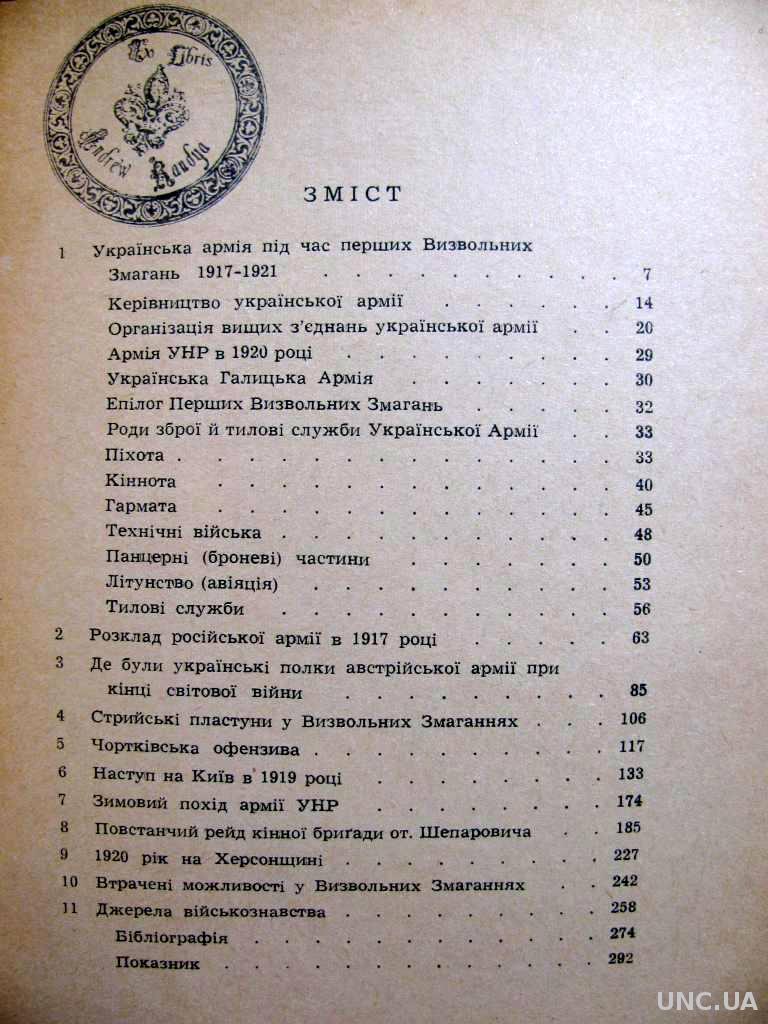 Ex Libris
Andrew
ЗМІСТ
1 Українська армія під час перших Визвольних
Змагань 1917-1921 . . . . . . . . . 7
Керівництво української армії . . . . . . 14
Організація вищих з’єднань української армії . . 20
Армія УНР в 1920 році . . . . . . . . . 29
Українська Галицька Армія . . . . . . . 30
Епілог Перших Визвольних Змагань . . . . . 32
Роди зброї й тилові служби Української Армії . . 33
Піхота . . . . . . . . . . . . . . 33
Кіннота . . . . . . . . . . . . . 40
Гармата . . . . . . . . . . . . . 45
Технічні війська . . . . . . . . . . . 48
Панцерні (броневі) частини . . . . . . . 50
Літунство (авіяція) . . . . . . . . . . 53
Тилові служби . . . . . . . . . . . 56
2 Розклад російської армії в 1917 році . . . . . 63
3 Де були українські полки австрійської армії при
кінці світової війни . . . . . . . . . 85
4 Стрийські пластуни у Визвольних Змаганнях . . . 106
5 Чортківська офензива . . . . . . . . . . 117
6 Наступ на Київ в 1919 році . . . . . . . . 133
7 Зимовий похід армії УНР . . . . . . . . 174
8 Повстанчий рейд кінної бриґади от. Шепаровича . . 185
9 1920 рік на Херсонщині . . . . . . . . . 227
10 Втрачені можливості у Визвольних Змаганнях . . 242
11 Джерела військознавства . . . . . . . . . 258
Бібліографія . . . . . . . . . . . . 274
Показник . . . . . . . . . . . . . 292
UNC.UA